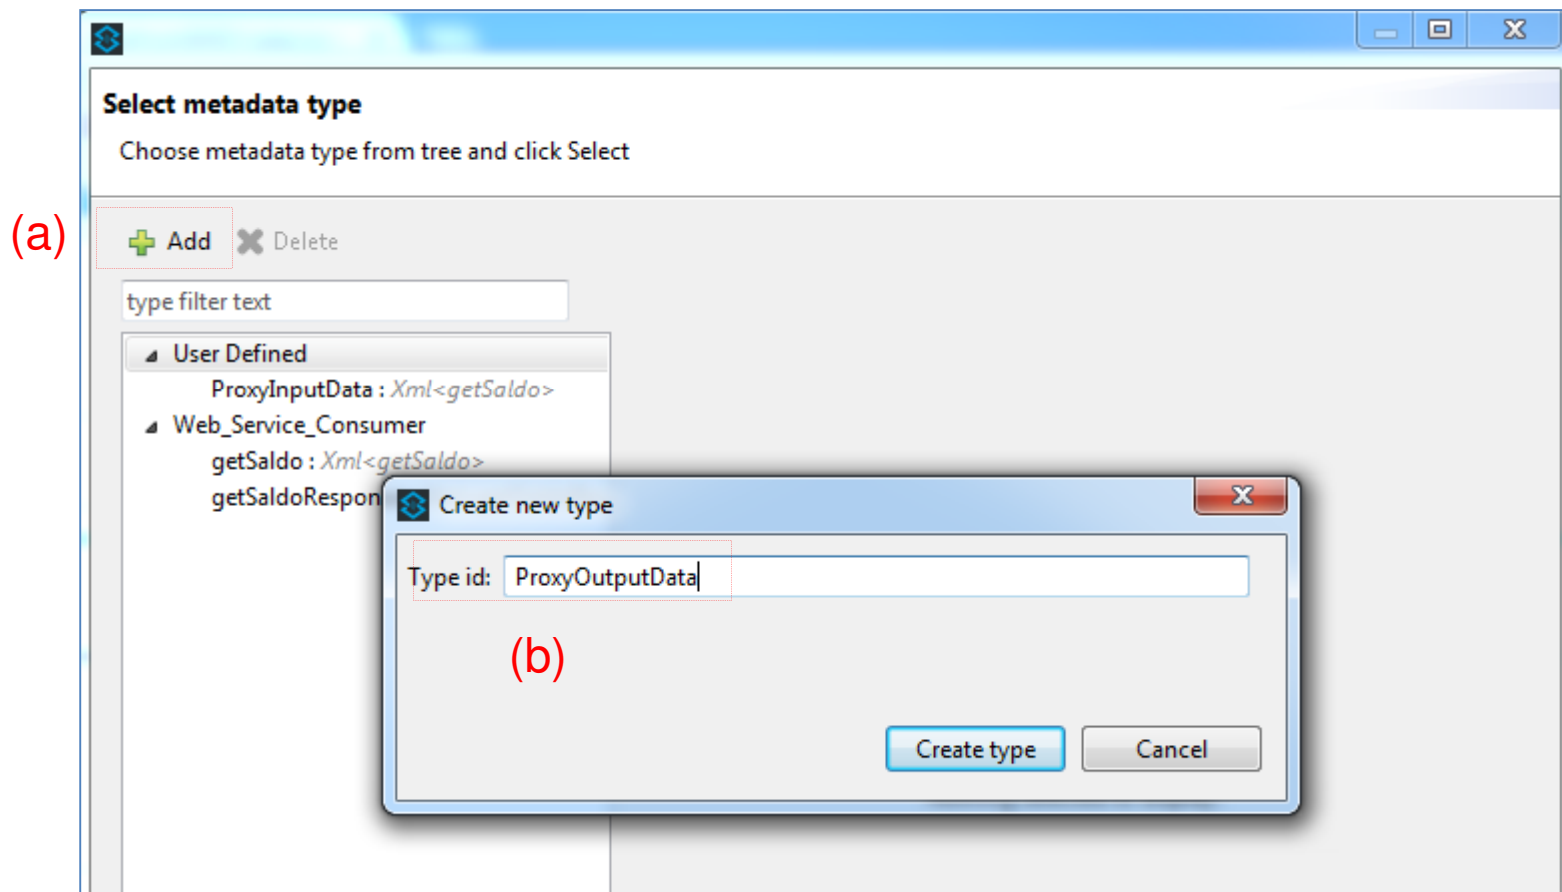 Select metadata type
Choose metadata type from tree and click Select
(a)
Add Delete
type filter text
User Defined
ProxyInputData : Xml<getSaldo>
Web_Service_Consumer
getSaldo : Xml<getSaldo>
getSaldoRespon
Create new type
Type id: ProxyOutputData
(b)
Create type Cancel